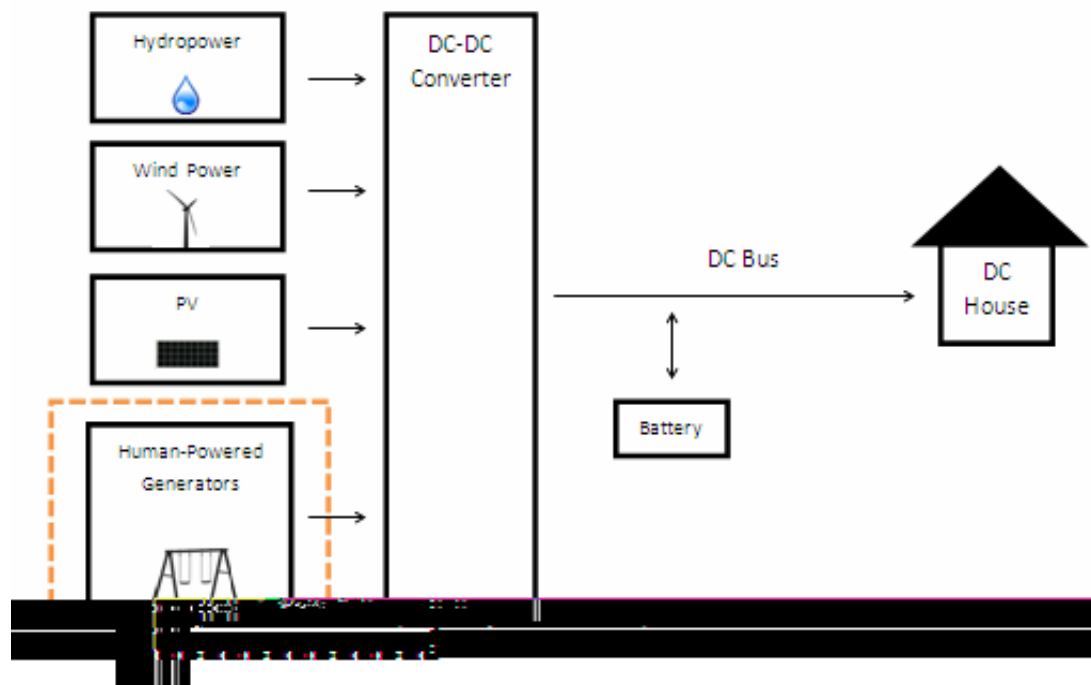 Hydropower
Wind Power
PV
Human-Powered
Generators
DC-DC
Converter
DC Bus
Battery
DC
House